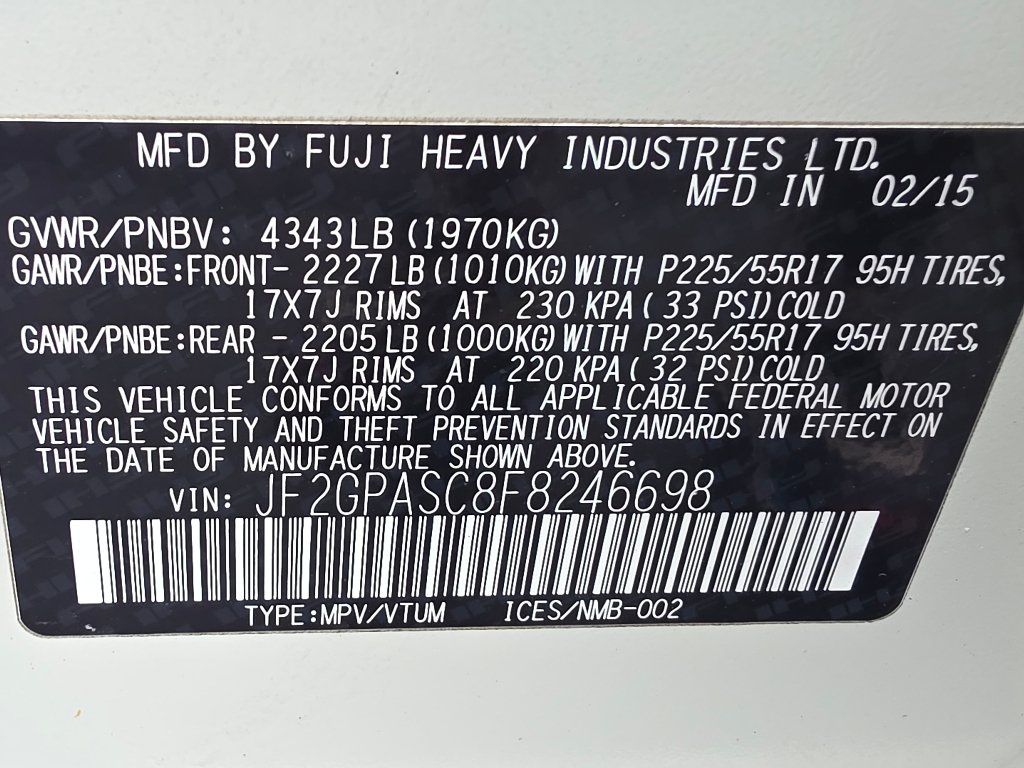 MFD BY FUJI HEAVY INDUSTRIES LTD.
MFD IN 02/15
GVWR/PNBV: 4343LB (1970KG)
GAWR/PNBE:FRONT- 2227 LB (1010KG) WITH P225/55R17 95H TIRES,
17X7J RIMS AT 230 KPA ( 33 PSI) COLD
GAWR/PNBE:REAR - 2205 LB (1000KG) WITH P225/55R17 95H TIRES,
17X7J RIMS AT 220 KPA ( 32 PSI) COLD
THIS VEHICLE CONFORMS TO ALL APPLICABLE FEDERAL MOTOR
VEHICLE SAFETY AND THEFT PREVENTION STANDARDS IN EFFECT ON
THE DATE OF MANUFACTURE SHOWN ABOVE.
VIN: JF2GPASC8F8246698
TYPE:MPV/VTUM ICES/NMB-002